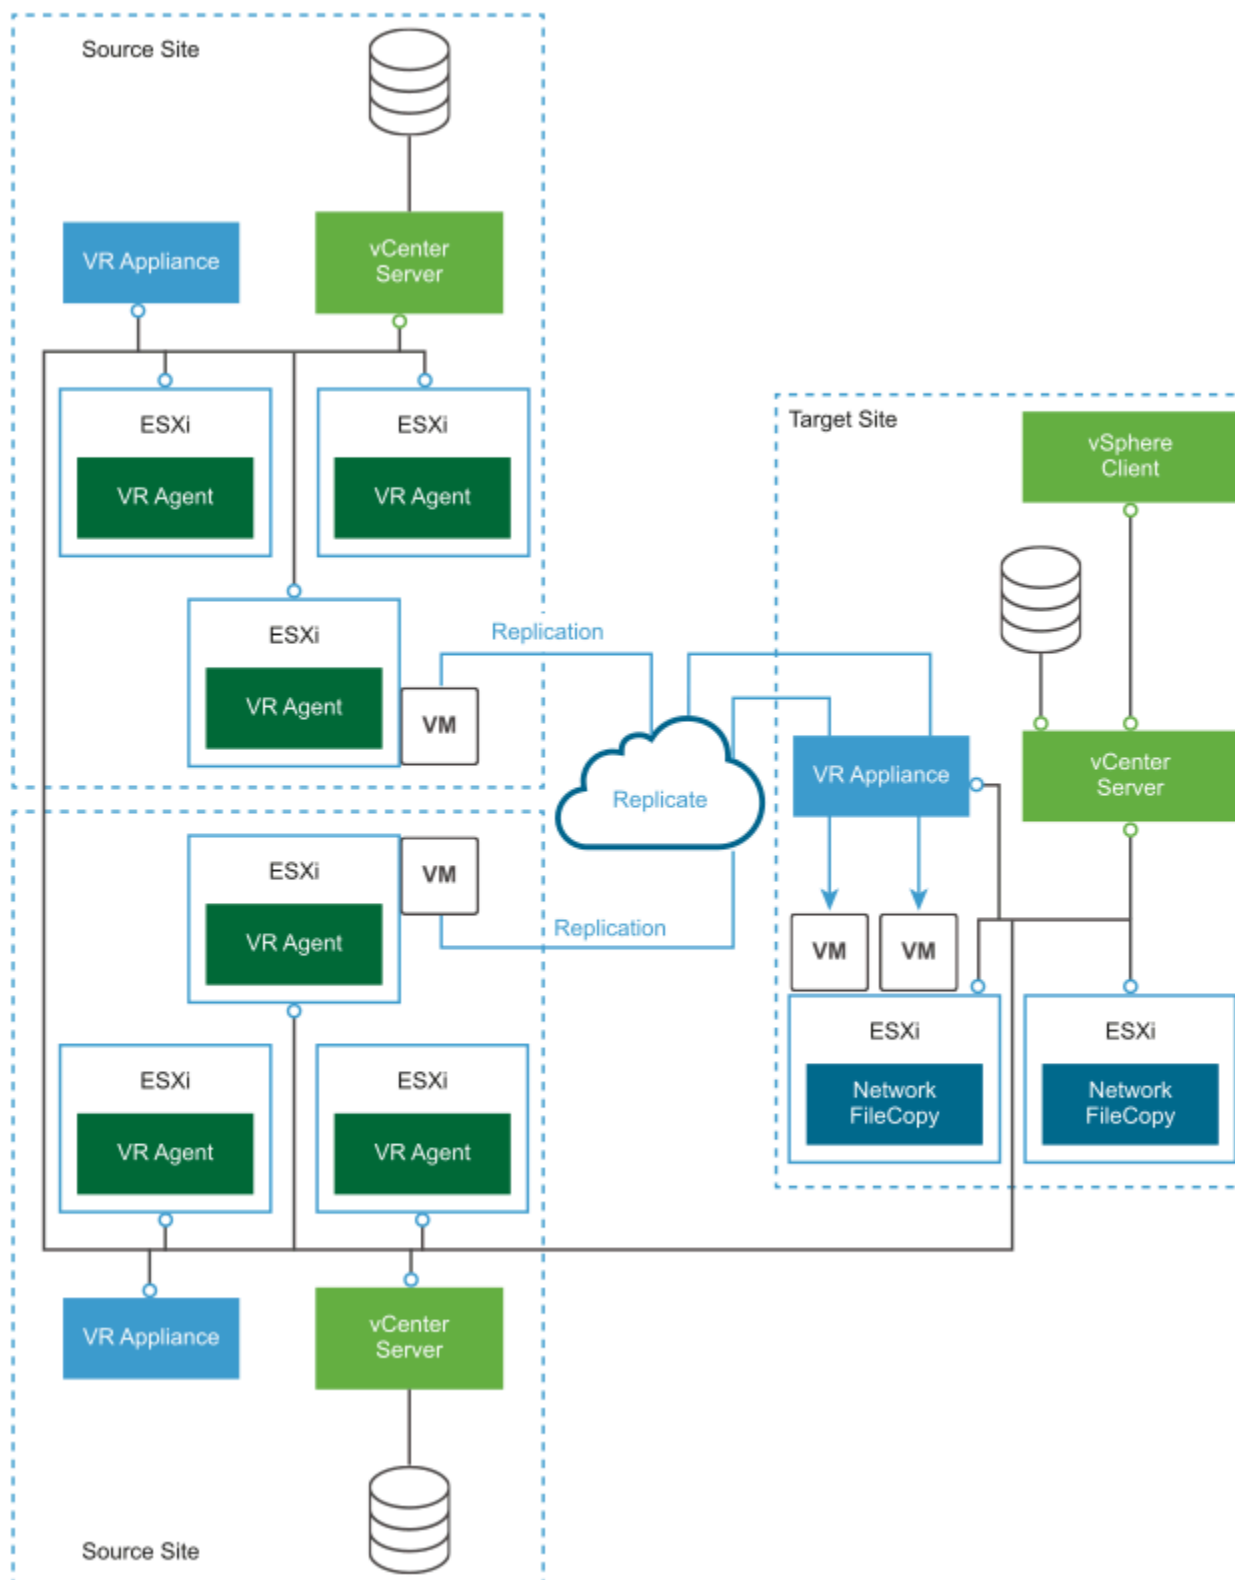 Source Site
VR Appliance
vCenter
Server
ESXi
VR Agent
ESXi
VR Agent
ESXi
VR Agent
VM
Replication
Replicate
Target Site
vSphere
Client
VR Appliance
vCenter
Server
VM
VM
ESXi
Network
FileCopy
ESXi
Network
FileCopy
ESXi
VR Agent
VM
Replication
ESXi
VR Agent
ESXi
VR Agent
VR Appliance
vCenter
Server
Source Site